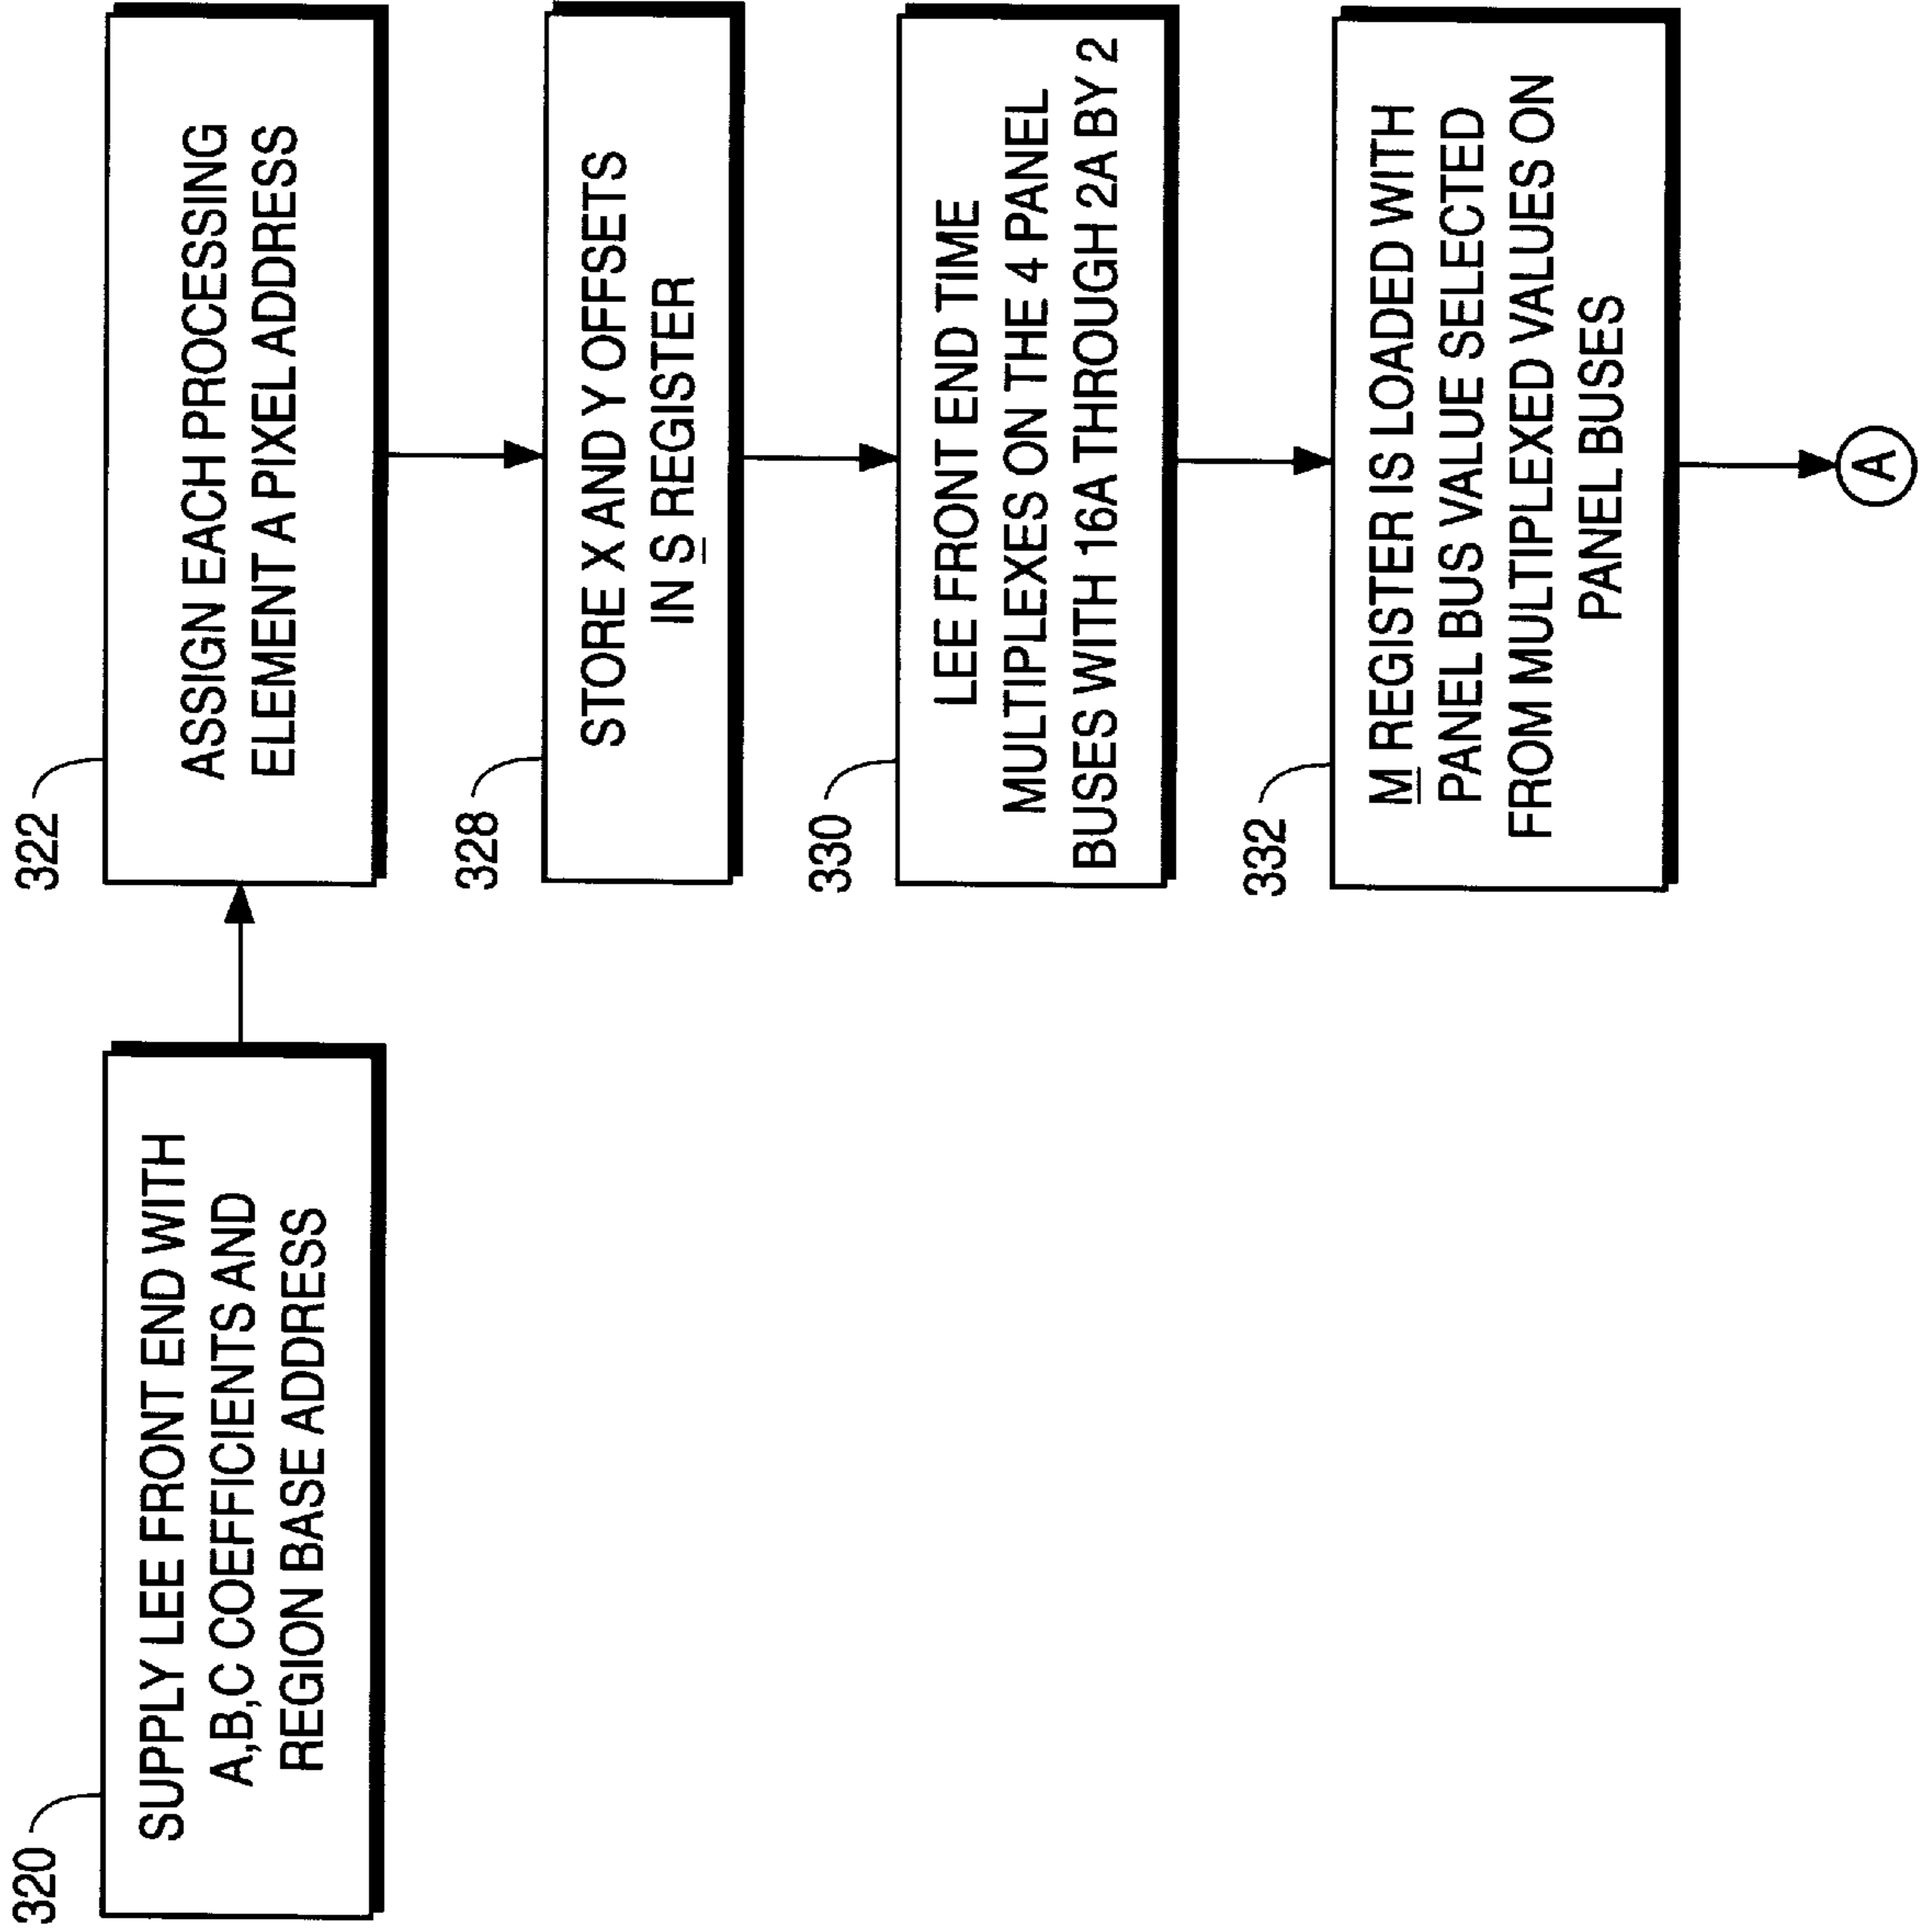 320
SUPPLY LEE FRONT END WITH
A,B,C COEFFICIENTS AND
REGION BASE ADDRESS
322
ASSIGN EACH PROCESSING
ELEMENT A PIXEL ADDRESS
328
STORE X AND Y OFFSETS
IN S REGISTER
330
LEE FRONT END TIME
MULTIPLEXES ON THE 4 PANEL
BUSES WITH 16A THROUGH 2A BY 2
332
M REGISTER IS LOADED WITH
PANEL BUS VALUE SELECTED
FROM MULTIPLEXED VALUES ON
PANEL BUSES
A